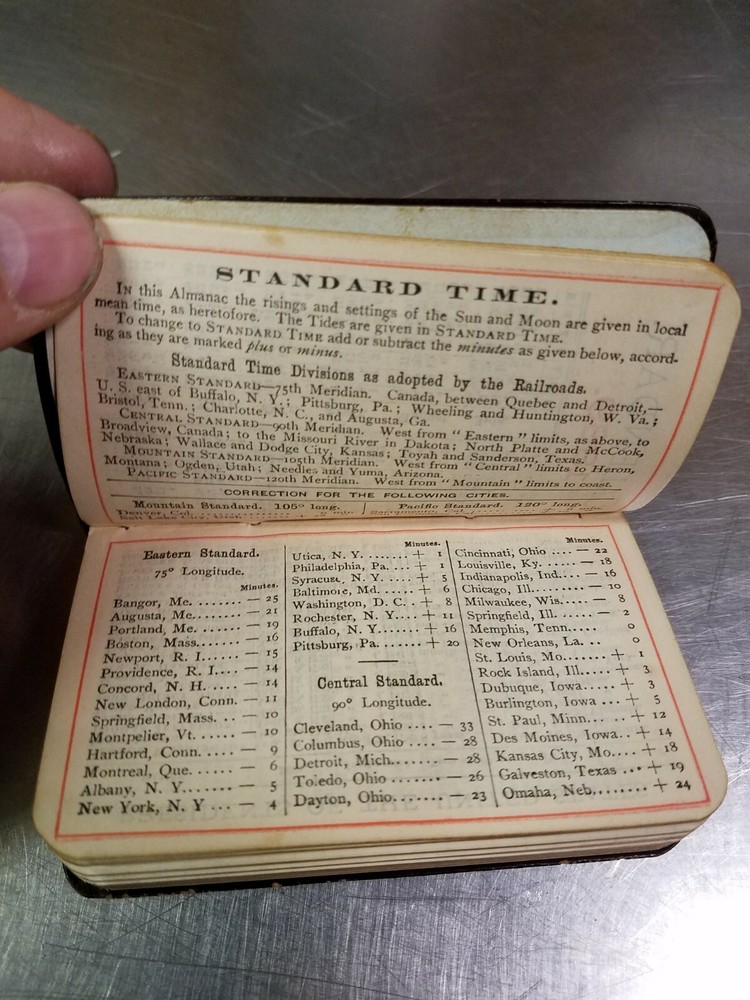 STANDARD TIME.
IN this Almanac the risings and settings of the Sun and Moon are given in local
mean time, as heretofore. The Tides are given in STANDARD TIME.
To change to STANDARD TIME add or subtract the minutes as given below, accord-
ing as they are marked plus or minus.
Standard Time Divisions as adopted by the Railroads.
EASTERN STANDARD—75th Meridian. Canada, between Quebec and Detroit,—
U. S. east of Buffalo, N. Y.; Pittsburg, Pa.; Wheeling and Huntington, W. Va.;
Bristol, Tenn.; Charlotte, N. C., and Augusta, Ga.
CENTRAL STANDARD—90th Meridian. West from "Eastern" limits, as above, to
Broadview, Canada; to the Missouri River in Dakota; North Platte and McCook,
Nebraska; Wallace and Dodge City, Kansas; Toyah and Sanderson, Texas.
MOUNTAIN STANDARD—105th Meridian. West from "Central" limits to Heron,
Montana; Ogden, Utah; Needles and Yuma, Arizona.
PACIFIC STANDARD—120th Meridian. West from "Mountain" limits to coast.
CORRECTION FOR THE FOLLOWING CITIES.
Mountain Standard. 105° long.
Denver, Col.
Salt Lake City, Utah
Pacific Standard. 120° long.
Sacramento, Cal.
Eastern Standard.
75° Longitude.
Minutes.
Bangor, Me. ....... — 25
Augusta, Me. ....... — 21
Portland, Me. ...... — 19
Boston, Mass. ...... — 16
Newport, R. I. ..... — 15
Providence, R. I. .... — 14
Concord, N. H. .... — 14
New London, Conn. — 11
Springfield, Mass. .. — 10
Montpelier, Vt. ..... — 10
Hartford, Conn. .... — 9
Montreal, Que. ..... — 6
Albany, N. Y. ...... — 5
New York, N. Y ... — 4
Minutes.
Utica, N. Y. ....... + 1
Philadelphia, Pa. ... + 1
Syracuse, N. Y. .... + 5
Baltimore, Md. .... + 6
Washington, D. C. . + 8
Rochester, N. Y. ... + 11
Buffalo, N. Y. ...... + 16
Pittsburg, Pa. ...... + 20
Central Standard.
90° Longitude.
Cleveland, Ohio .... — 33
Columbus, Ohio .... — 28
Detroit, Mich. ...... — 28
Toledo, Ohio ....... — 26
Dayton, Ohio. ...... — 23
Minutes.
Cincinnati, Ohio .... — 22
Louisville, Ky. ..... — 18
Indianapolis, Ind. ... — 16
Chicago, Ill. ........ — 10
Milwaukee, Wis. .... — 8
Springfield, Ill. ..... — 2
Memphis, Tenn. .... 0
New Orleans, La. .. 0
St. Louis, Mo. ...... + 1
Rock Island, Ill. .... + 3
Dubuque, Iowa. .... + 3
Burlington, Iowa ... + 5
St. Paul, Minn. ... + 12
Des Moines, Iowa. . + 14
Kansas City, Mo. ... + 18
Galveston, Texas ... + 19
Omaha, Neb. ....... + 24